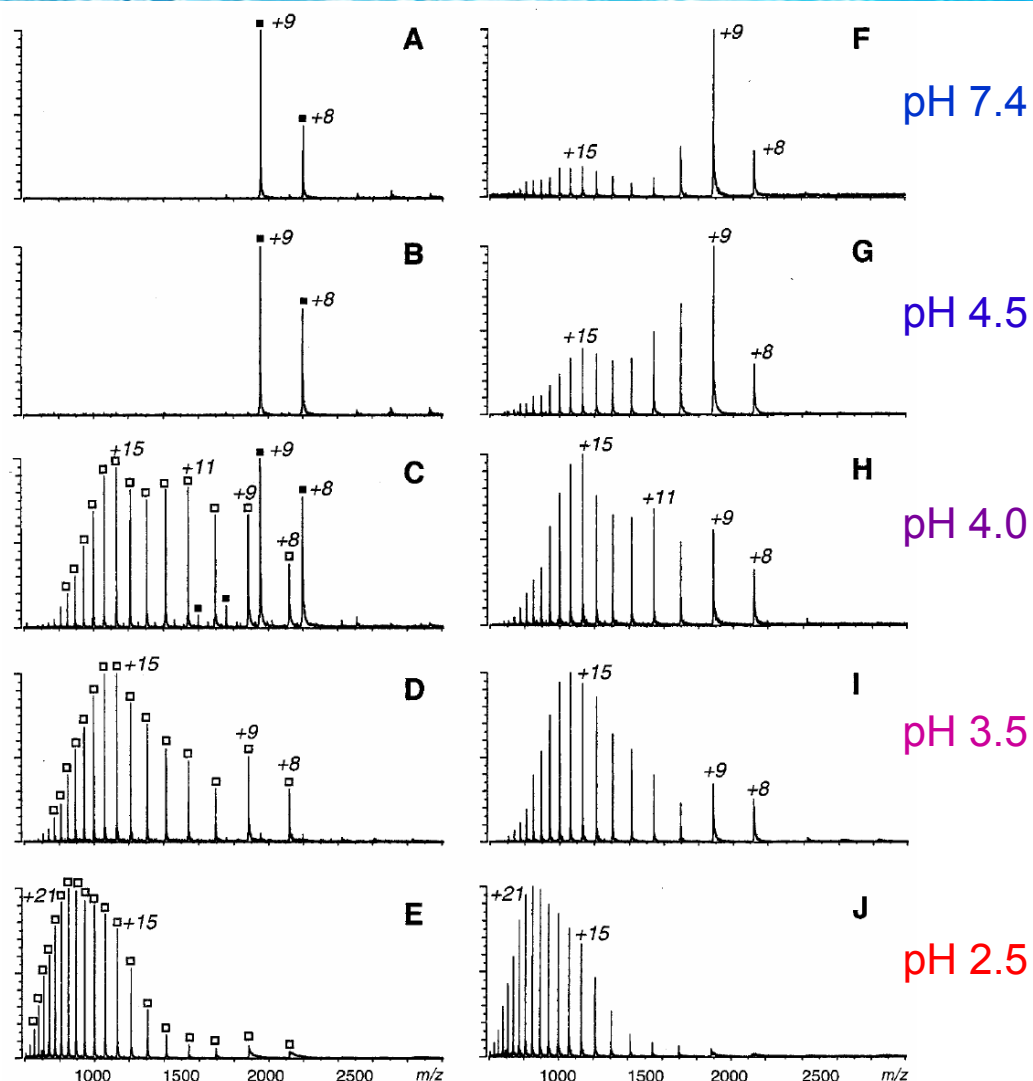 A
■ +9
■ +8
F
+9
+15
+8
pH 7.4
B
■ +9
■ +8
G
+9
+15
+8
pH 4.5
C
+15
+11
+9
■ +9
■ +8
+8
H
+15
+11
+9
+8
pH 4.0
D
+15
+9
+8
I
+15
+9
+8
pH 3.5
E
+21
+15
1000 1500 2000 2500 m/z
J
+21
+15
1000 1500 2000 2500 m/z
pH 2.5